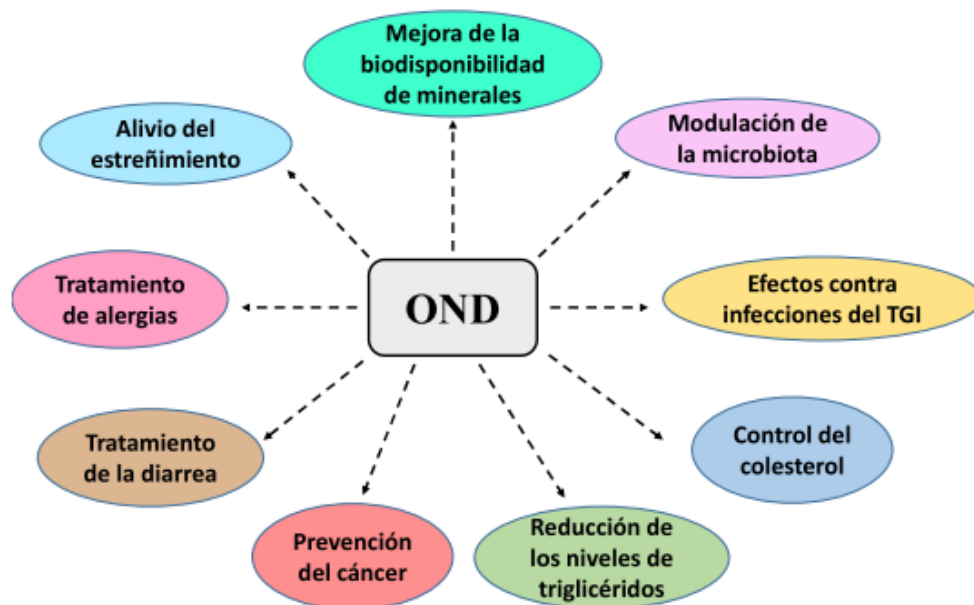 Mejora de la
biodisponibilidad
de minerales
Alivio del
estreñimiento
Modulación de
la microbiota
Tratamiento
de alergias
OND
Efectos contra
infecciones del TGI
Tratamiento
de la diarrea
Control del
colesterol
Prevención
del cáncer
Reducción de
los niveles de
triglicéridos